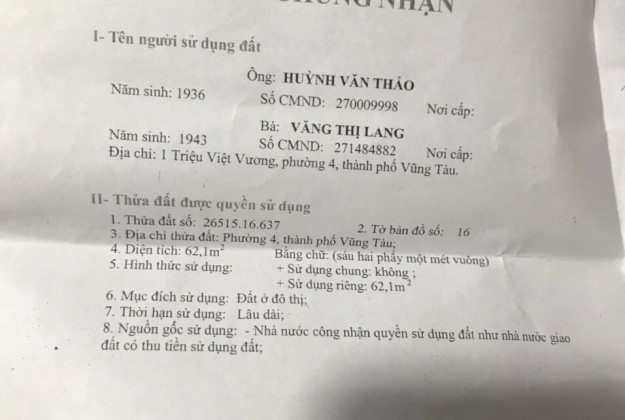 CHỨNG NHẬN
I- Tên người sử dụng đất
Ông: HUỲNH VĂN THẢO
Năm sinh: 1936 Số CMND: 270009998 Nơi cấp:
Bà: VĂNG THỊ LANG
Năm sinh: 1943 Số CMND: 271484882 Nơi cấp:
Địa chỉ: 1 Triệu Việt Vương, phường 4, thành phố Vũng Tàu.
II- Thửa đất được quyền sử dụng
1. Thửa đất số: 26515.16.637 2. Tờ bản đồ số: 16
3. Địa chỉ thửa đất: Phường 4, thành phố Vũng Tàu;
4. Diện tích: 62,1m² Bằng chữ: (sáu hai phẩy một mét vuông)
5. Hình thức sử dụng: + Sử dụng chung: không ;
+ Sử dụng riêng: 62,1m²
6. Mục đích sử dụng: Đất ở đô thị;
7. Thời hạn sử dụng: Lâu dài;
8. Nguồn gốc sử dụng: - Nhà nước công nhận quyền sử dụng đất như nhà nước giao
đất có thu tiền sử dụng đất;